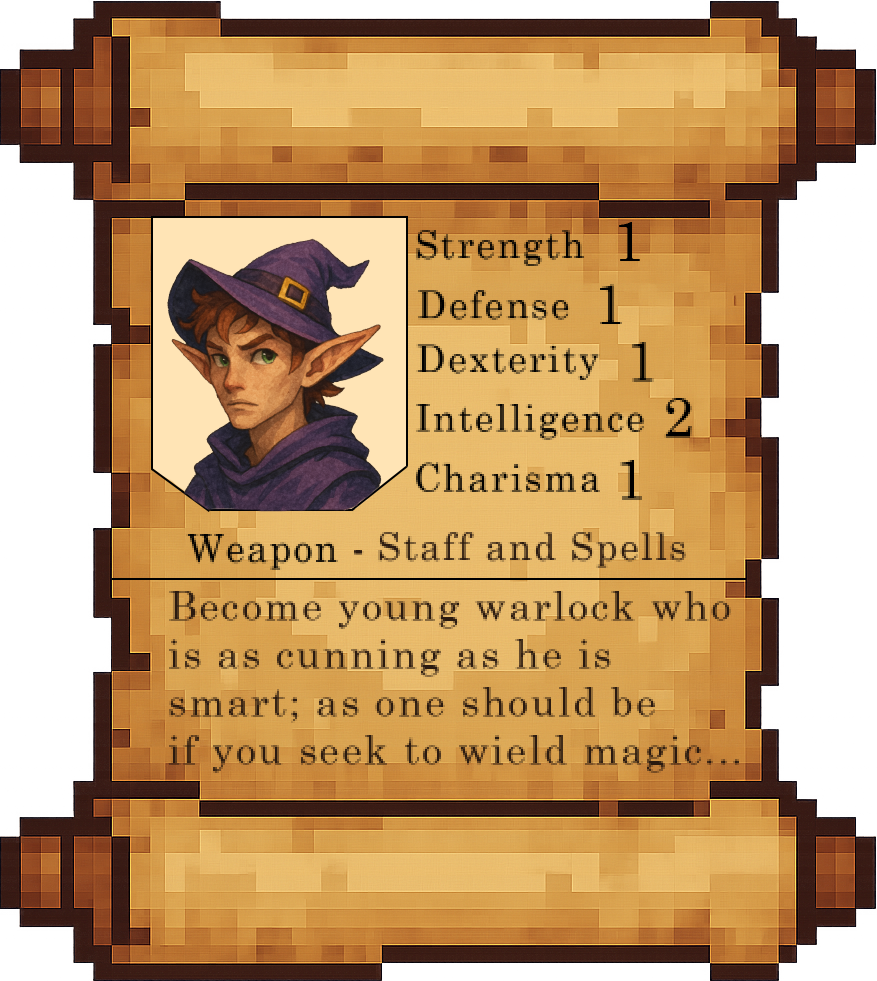 Strength 1
Defense 1
Dexterity 1
Intelligence 2
Charisma 1
Weapon - Staff and Spells
Become young warlock who
is as cunning as he is
smart; as one should be
if you seek to wield magic...